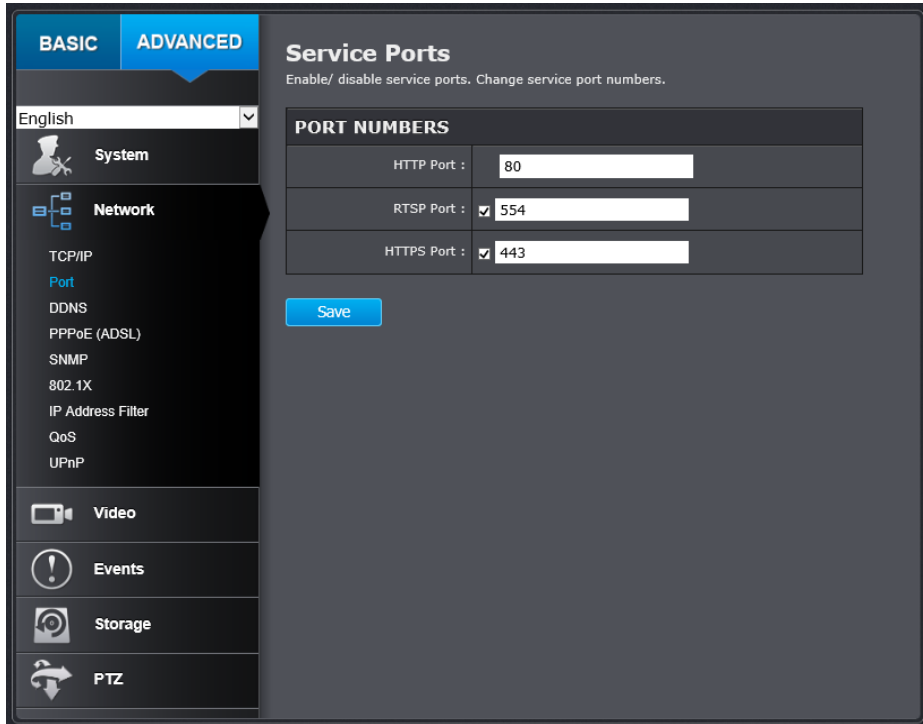 BASIC
ADVANCED
English
System
Network
TCP/IP
Port
DDNS
PPPoE (ADSL)
SNMP
802.1X
IP Address Filter
QoS
UPnP
Video
Events
Storage
PTZ
Service Ports
Enable/ disable service ports. Change service port numbers.
PORT NUMBERS
HTTP Port : 80
RTSP Port : 554
HTTPS Port : 443
Save